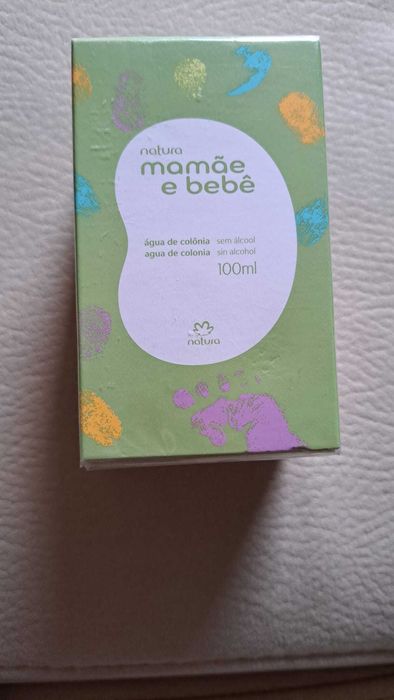 natura
mamãe
e bebê
água de colônia sem álcool
agua de colonia sin alcohol
100ml
natura